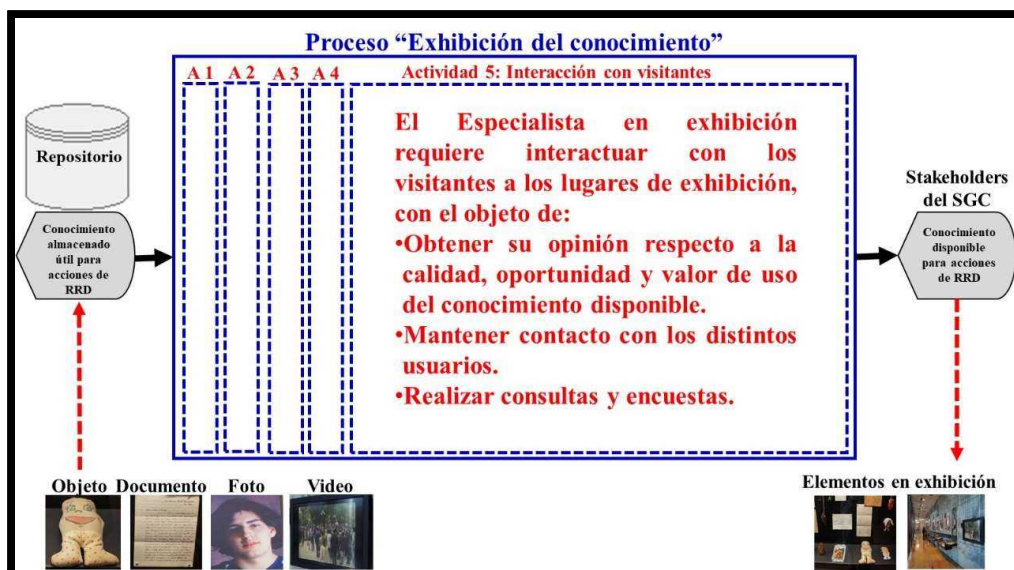 Proceso “Exhibición del conocimiento”
A 1 A 2 A 3 A 4 Actividad 5: Interacción con visitantes
Repositorio
Conocimiento
almacenado
útil para
acciones de
RRD
El Especialista en exhibición
requiere interactuar con los
visitantes a los lugares de exhibición,
con el objeto de:
•Obtener su opinión respecto a la
calidad, oportunidad y valor de uso
del conocimiento disponible.
•Mantener contacto con los distintos
usuarios.
•Realizar consultas y encuestas.
Stakeholders
del SGC
Conocimiento
disponible
para acciones
de RRD
Objeto Documento Foto Video
Elementos en exhibición